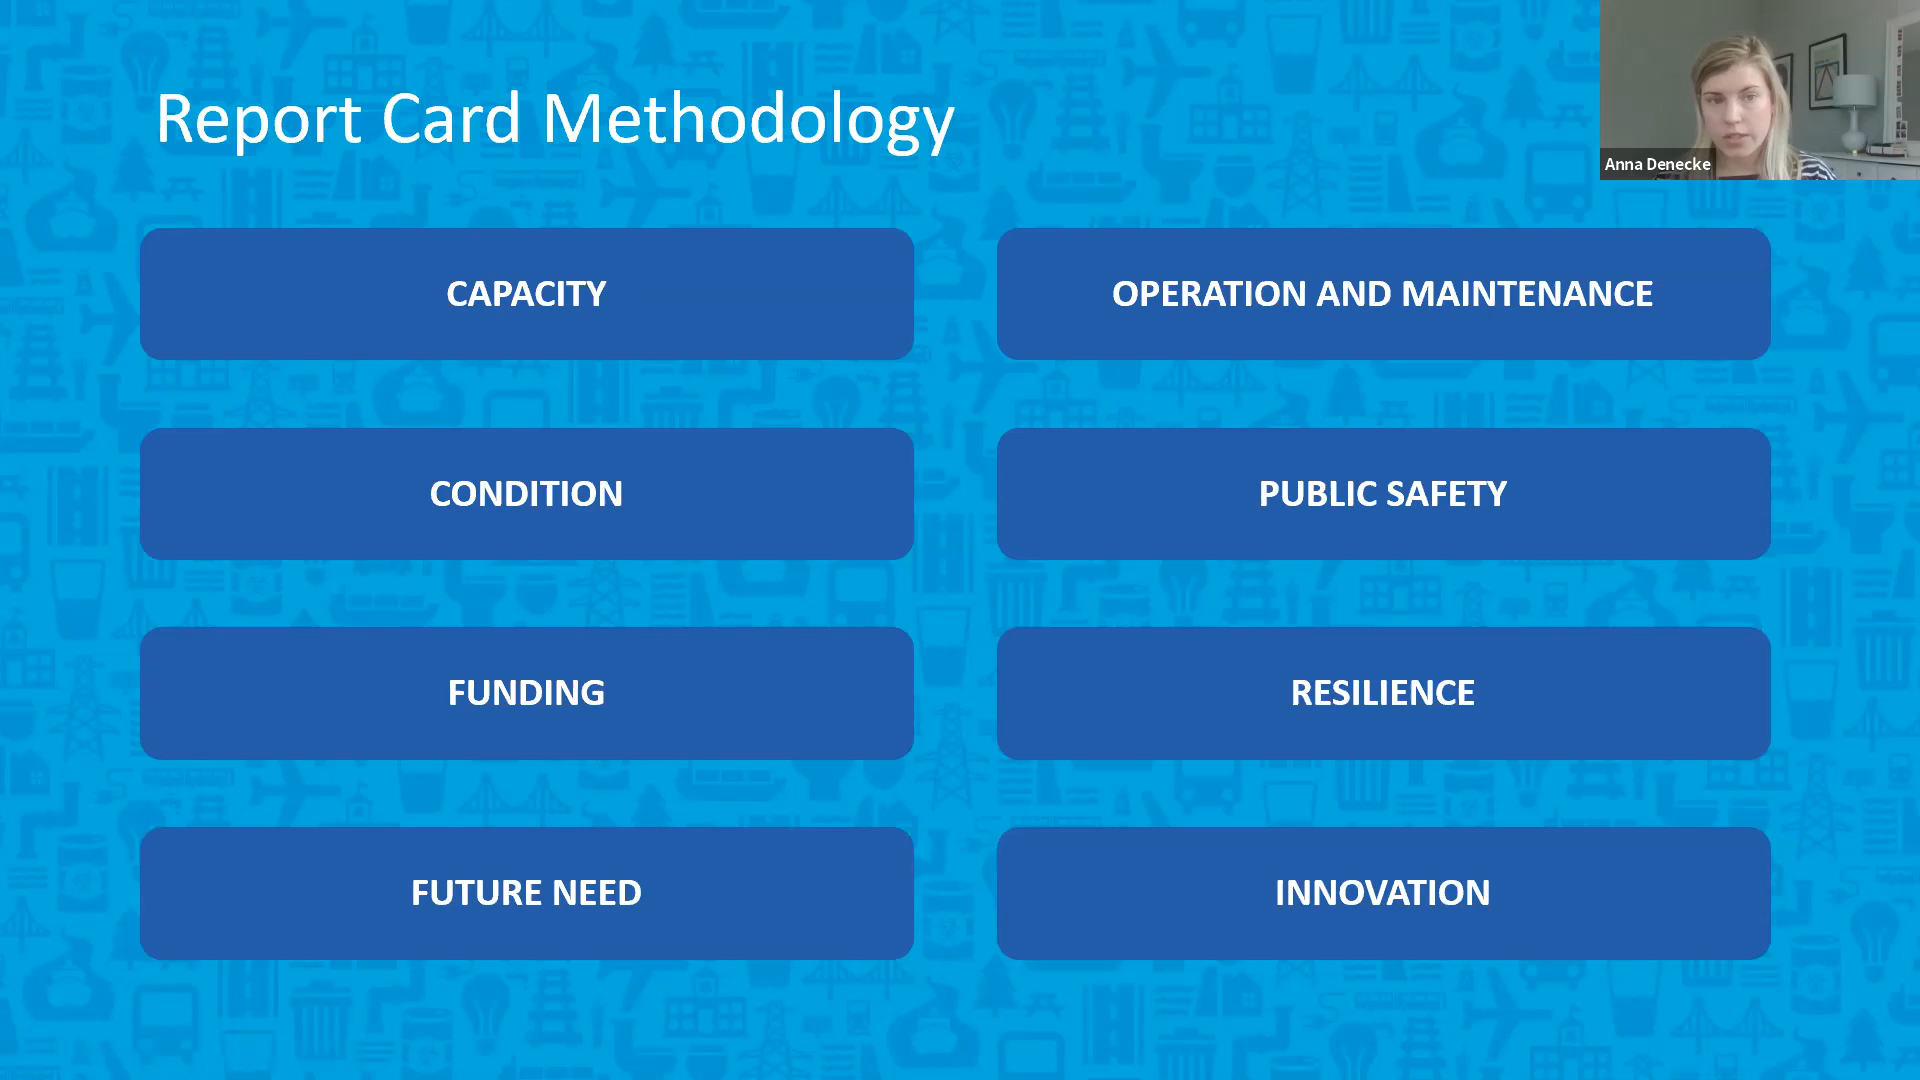 Report Card Methodology
Anna Denecke
CAPACITY
OPERATION AND MAINTENANCE
CONDITION
PUBLIC SAFETY
FUNDING
RESILIENCE
FUTURE NEED
INNOVATION